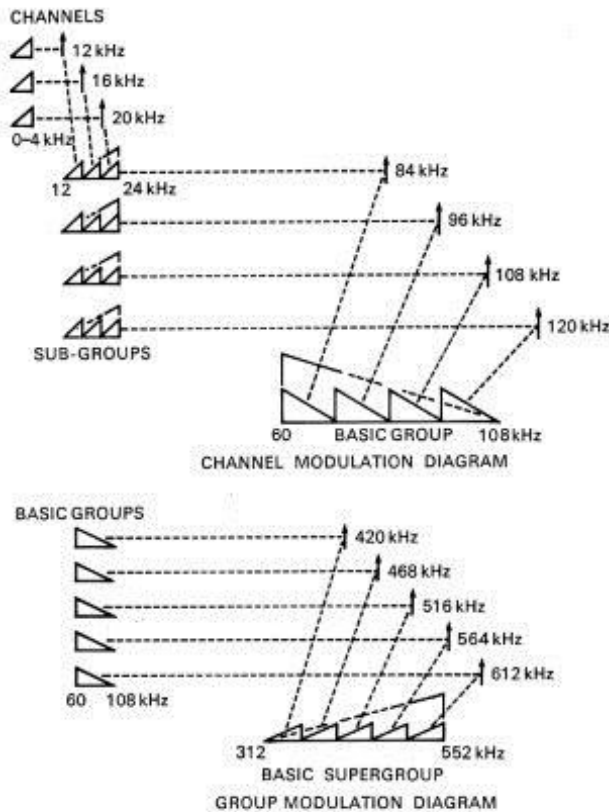 CHANNELS
12 kHz
16 kHz
20 kHz
0–4 kHz
12 24 kHz 84 kHz
96 kHz
108 kHz
120 kHz
SUB-GROUPS
60 BASIC GROUP 108 kHz
CHANNEL MODULATION DIAGRAM
BASIC GROUPS
420 kHz
468 kHz
516 kHz
564 kHz
612 kHz
60 108 kHz
312 552 kHz
BASIC SUPERGROUP
GROUP MODULATION DIAGRAM